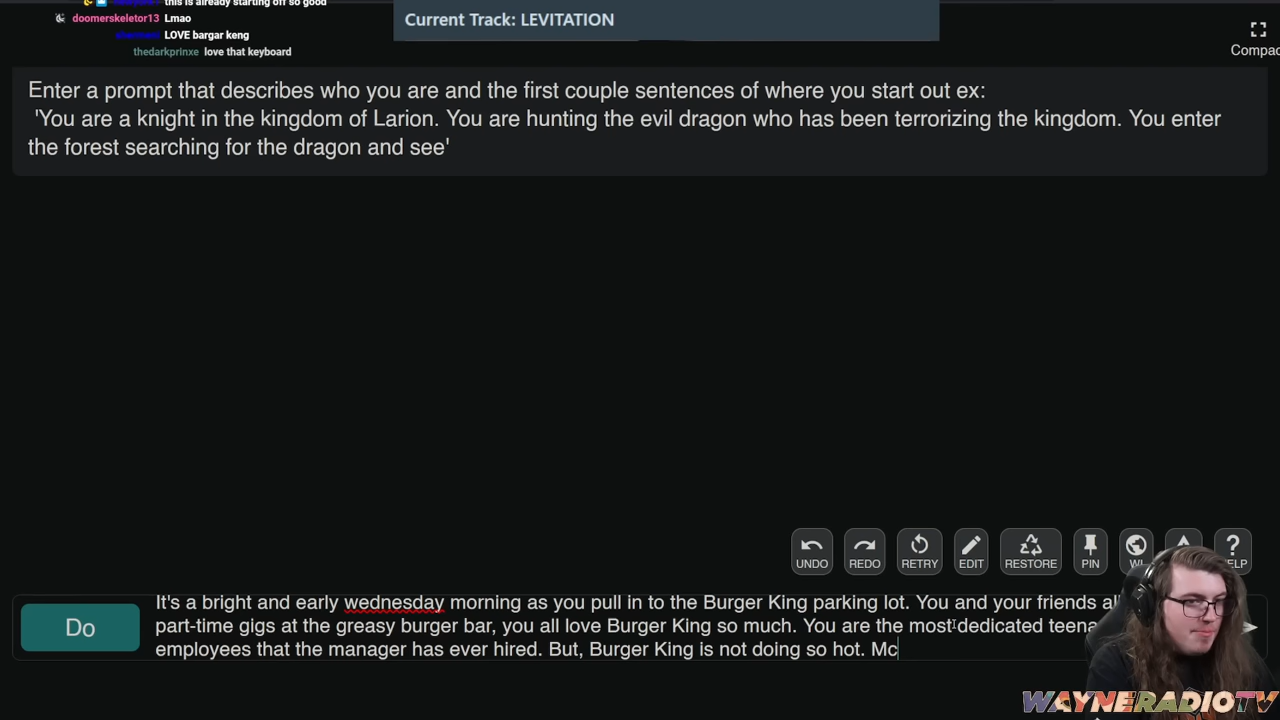 this is already starting off so good
Current Track: LEVITATION
doomerskeletor13 Lmao
LOVE bargar keng
thedarkprinxe love that keyboard
Compac
Enter a prompt that describes who you are and the first couple sentences of where you start out ex:
'You are a knight in the kingdom of Larion. You are hunting the evil dragon who has been terrorizing the kingdom. You enter
the forest searching for the dragon and see'
UNDO REDO RETRY EDIT RESTORE PIN WI ELP
Do
It's a bright and early wednesday morning as you pull in to the Burger King parking lot. You and your friends all
part-time gigs at the greasy burger bar, you all love Burger King so much. You are the most dedicated teena
employees that the manager has ever hired. But, Burger King is not doing so hot. Mc
WAYNERADIOTV